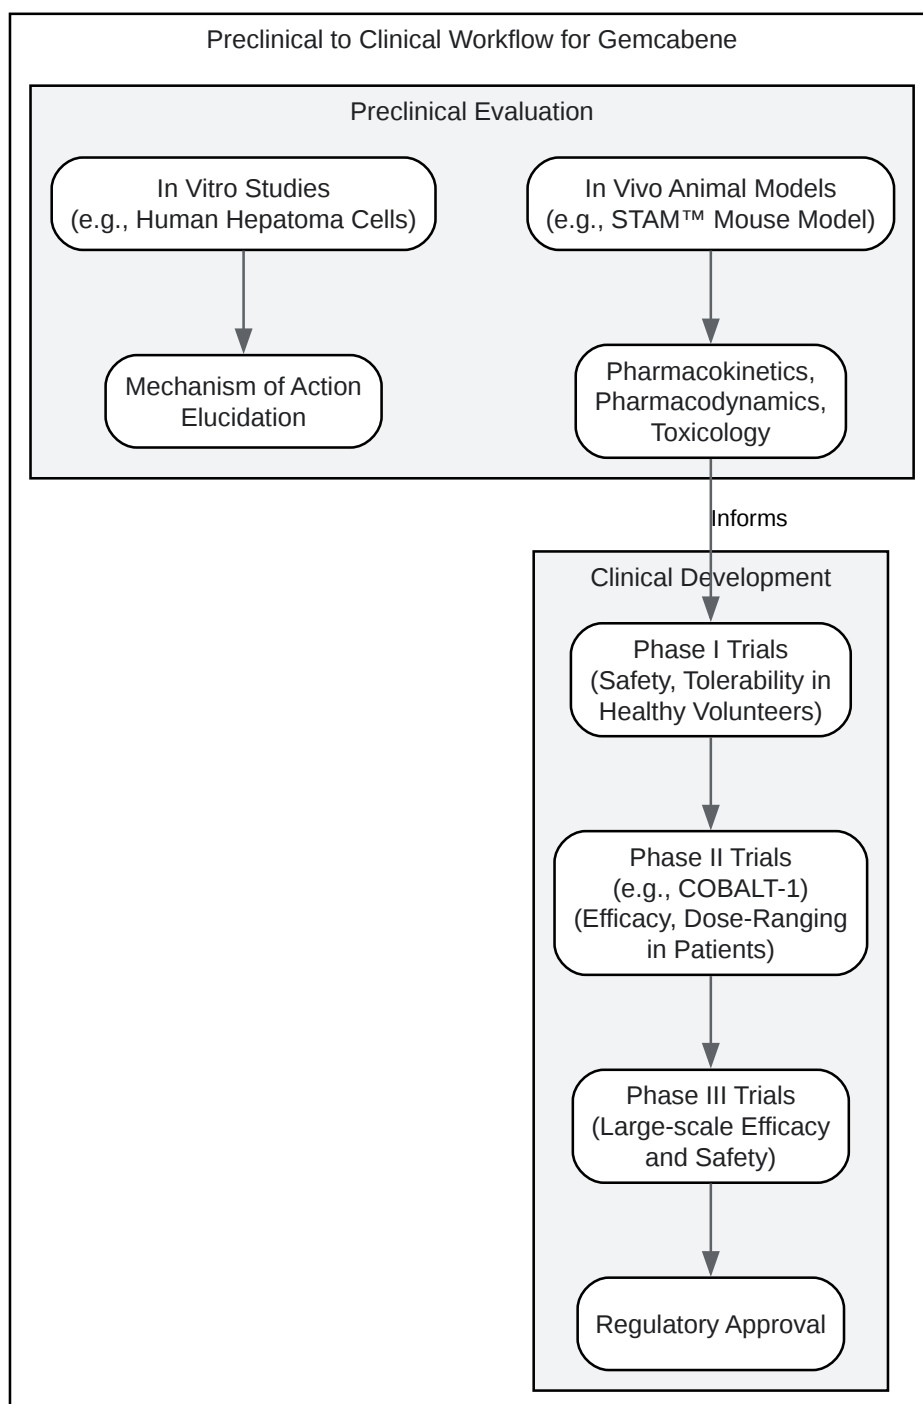 Preclinical to Clinical Workflow for Gemcabene
Preclinical Evaluation
In Vitro Studies
(e.g., Human Hepatoma Cells)
In Vivo Animal Models
(e.g., STAM™ Mouse Model)
Mechanism of Action
Elucidation
Pharmacokinetics,
Pharmacodynamics,
Toxicology
Informs
Clinical Development
Phase I Trials
(Safety, Tolerability in
Healthy Volunteers)
Phase II Trials
(e.g., COBALT-1)
(Efficacy, Dose-Ranging
in Patients)
Phase III Trials
(Large-scale Efficacy
and Safety)
Regulatory Approval